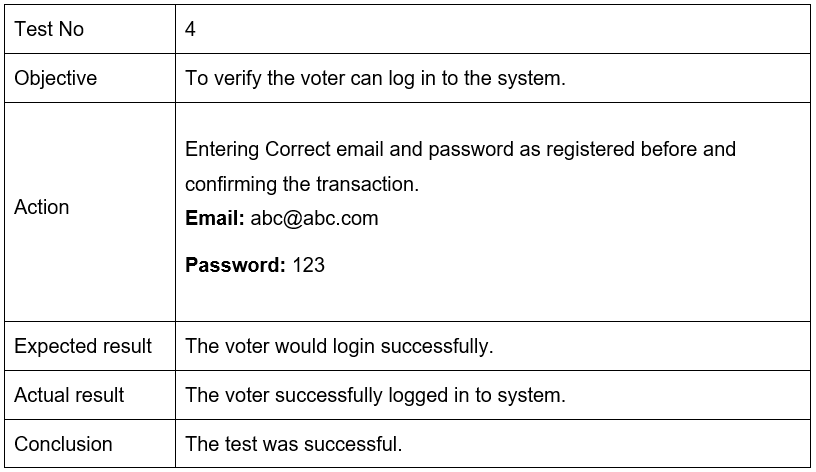 Test No 4
Objective To verify the voter can log in to the system.
Action
Entering Correct email and password as registered before and
confirming the transaction.
Email: abc@abc.com
Password: 123
Expected result The voter would login successfully.
Actual result The voter successfully logged in to system.
Conclusion The test was successful.